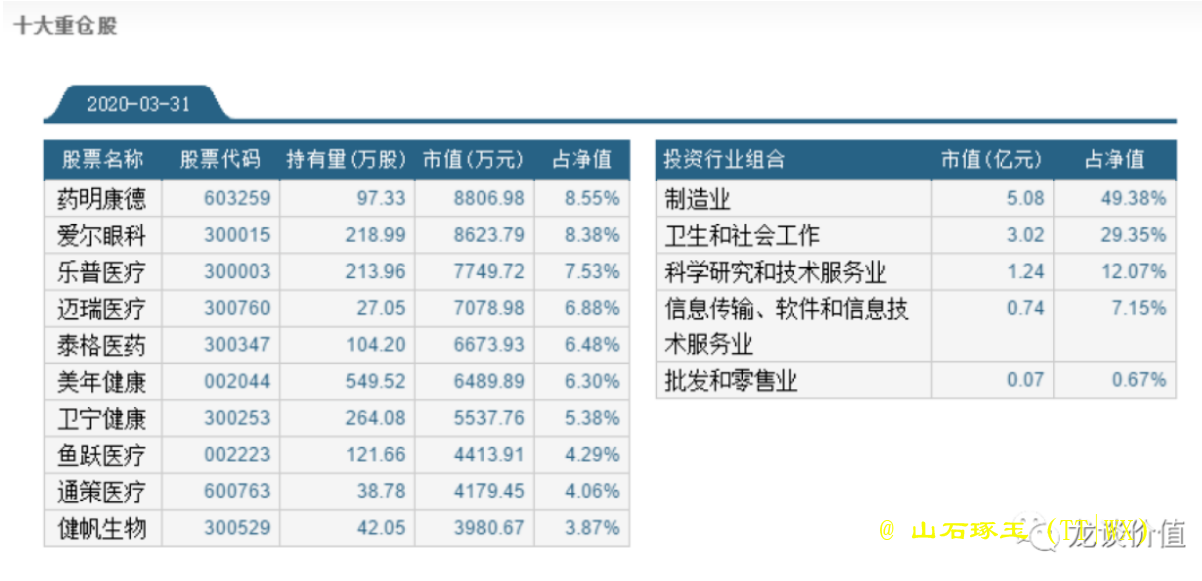 十大重仓股
2020-03-31
股票名称 股票代码 持有量(万股) 市值(万元) 占净值
药明康德 603259 97.33 8806.98 8.55%
爱尔眼科 300015 218.99 8623.79 8.38%
乐普医疗 300003 213.96 7749.72 7.53%
迈瑞医疗 300760 27.05 7078.98 6.88%
泰格医药 300347 104.20 6673.93 6.48%
美年健康 002044 549.52 6489.89 6.30%
卫宁健康 300253 264.08 5537.76 5.38%
鱼跃医疗 002223 121.66 4413.91 4.29%
通策医疗 600763 38.78 4179.45 4.06%
健帆生物 300529 42.05 3980.67 3.87%
投资行业组合 市值(亿元) 占净值
制造业 5.08 49.38%
卫生和社会工作 3.02 29.35%
科学研究和技术服务业 1.24 12.07%
信息传输、软件和信息技 0.74 7.15%
术服务业
批发和零售业 0.07 0.67%
@ 山石琢玉
龙谈价值